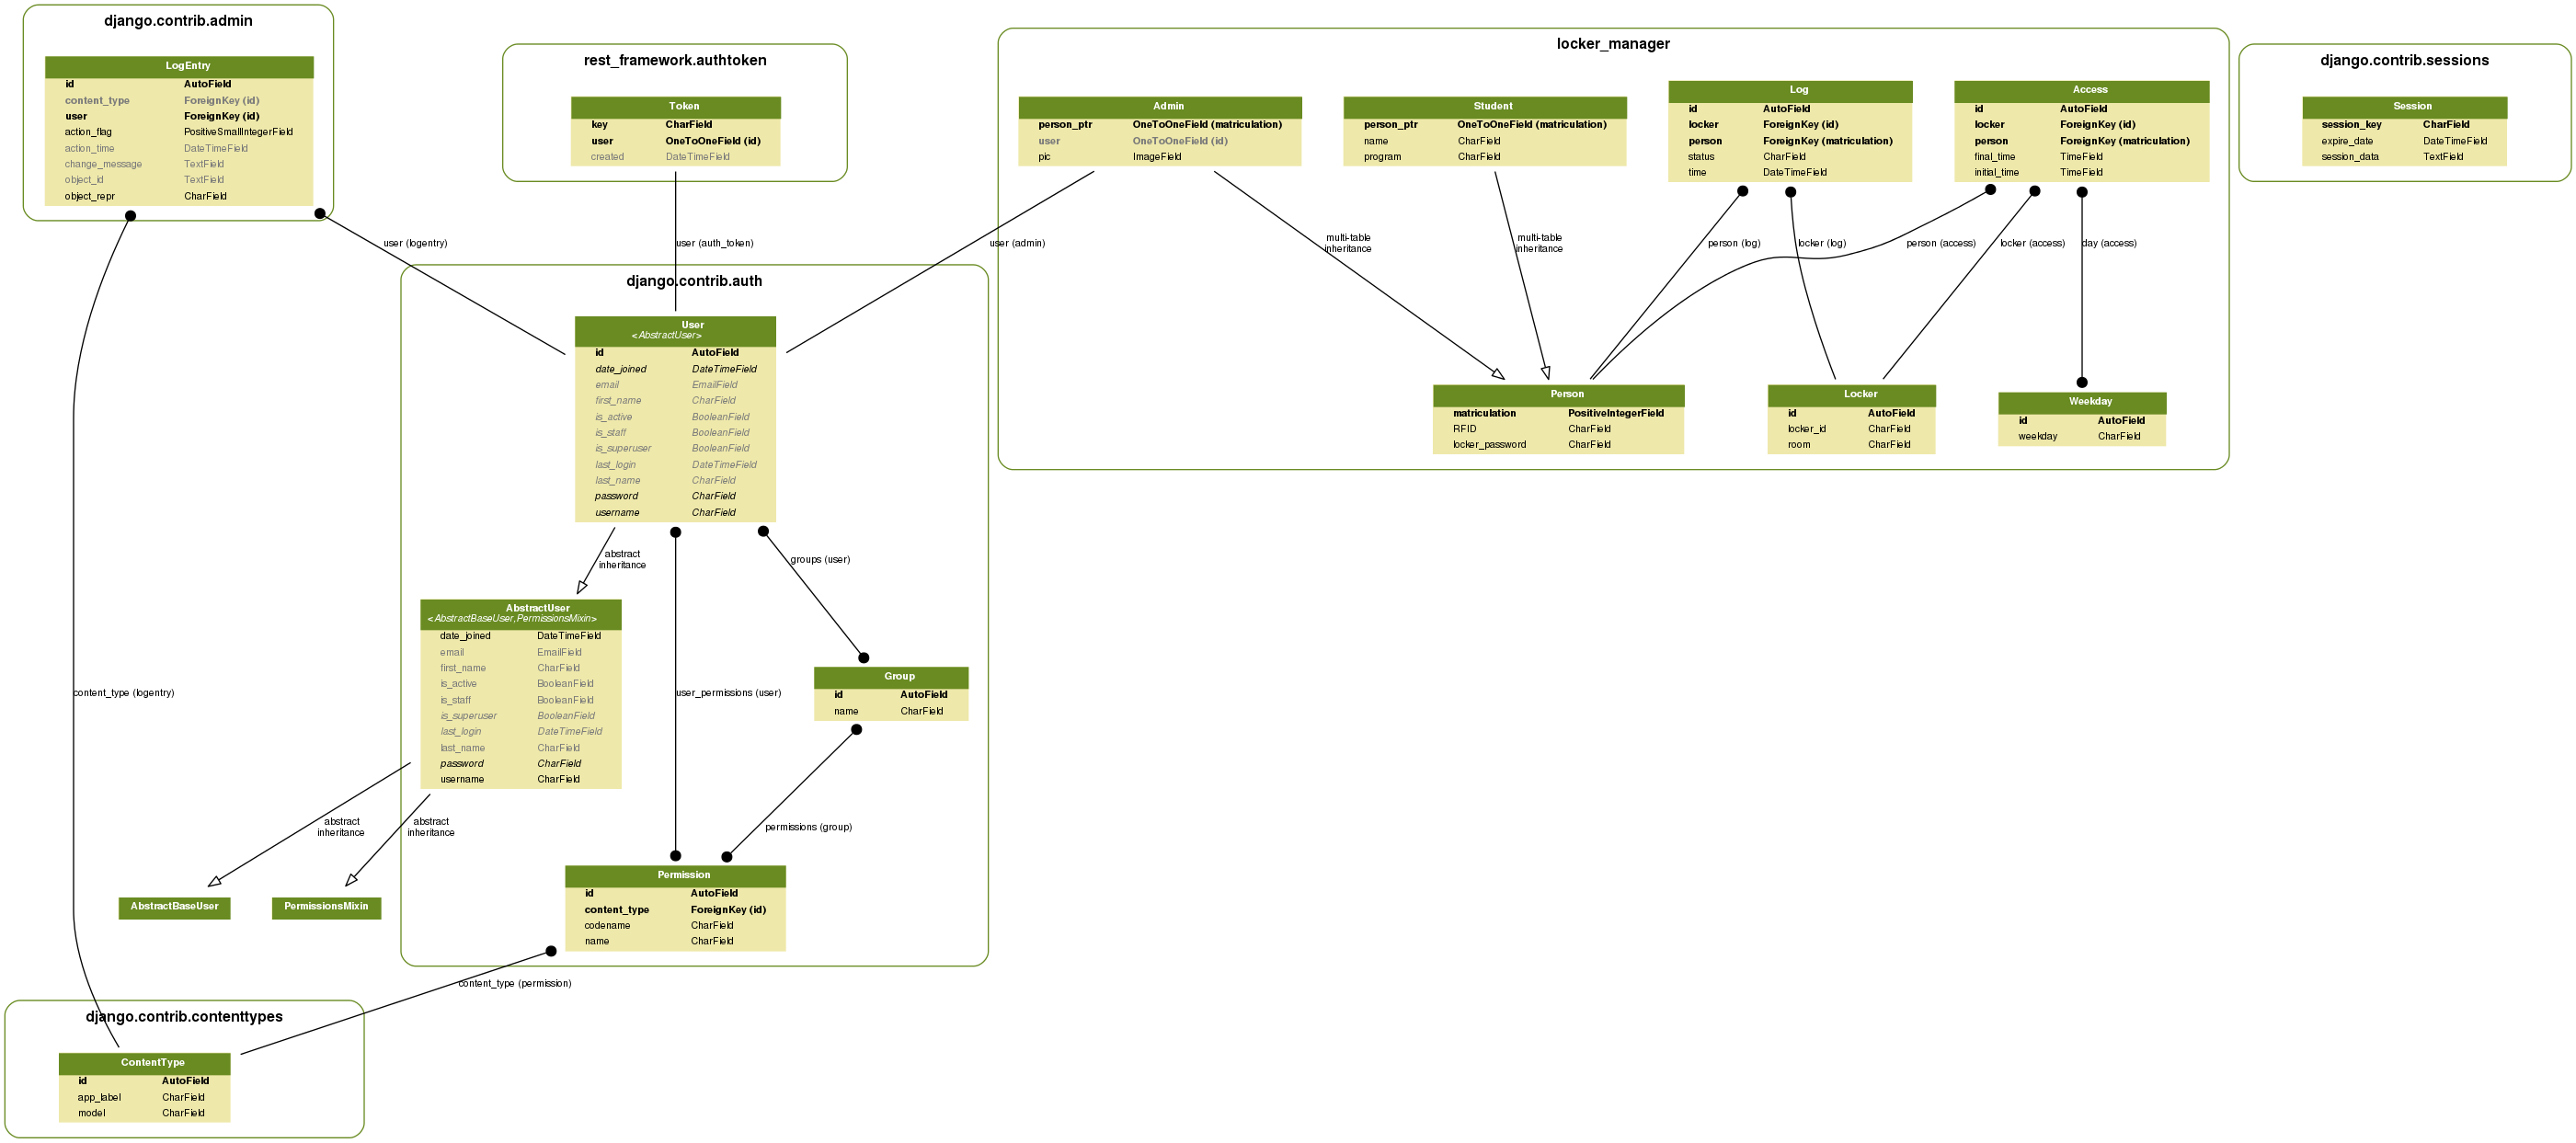 django.contrib.admin
LogEntry
id AutoField
content_type ForeignKey (id)
user ForeignKey (id)
action_flag PositiveSmallIntegerField
action_time DateTimeField
change_message TextField
object_id TextField
object_repr CharField
rest_framework.authtoken
Token
key CharField
user OneToOneField (id)
created DateTimeField
locker_manager
Admin
person_ptr OneToOneField (matriculation)
user OneToOneField (id)
pic ImageField
Student
person_ptr OneToOneField (matriculation)
name CharField
program CharField
Log
id AutoField
locker ForeignKey (id)
person ForeignKey (matriculation)
status CharField
time DateTimeField
Access
id AutoField
locker ForeignKey (id)
person ForeignKey (matriculation)
final_time TimeField
initial_time TimeField
django.contrib.sessions
Session
session_key CharField
expire_date DateTimeField
session_data TextField
user (logentry)
user (auth_token)
user (admin)
multi-table
inheritance
multi-table
inheritance
person (log)
locker (log)
person (access)
locker (access)
day (access)
django.contrib.auth
User
<AbstractUser>
id AutoField
date_joined DateTimeField
email EmailField
first_name CharField
is_active BooleanField
is_staff BooleanField
is_superuser BooleanField
last_login DateTimeField
last_name CharField
password CharField
username CharField
Person
matriculation PositiveIntegerField
RFID CharField
locker_password CharField
Locker
id AutoField
locker_id CharField
room CharField
Weekday
id AutoField
weekday CharField
abstract
inheritance
groups (user)
AbstractUser
<AbstractBaseUser,PermissionsMixin>
date_joined DateTimeField
email EmailField
first_name CharField
is_active BooleanField
is_staff BooleanField
is_superuser BooleanField
last_login DateTimeField
last_name CharField
password CharField
username CharField
content_type (logentry)
user_permissions (user)
Group
id AutoField
name CharField
abstract
inheritance
abstract
inheritance
permissions (group)
AbstractBaseUser
PermissionsMixin
Permission
id AutoField
content_type ForeignKey (id)
codename CharField
name CharField
content_type (permission)
django.contrib.contenttypes
ContentType
id AutoField
app_label CharField
model CharField